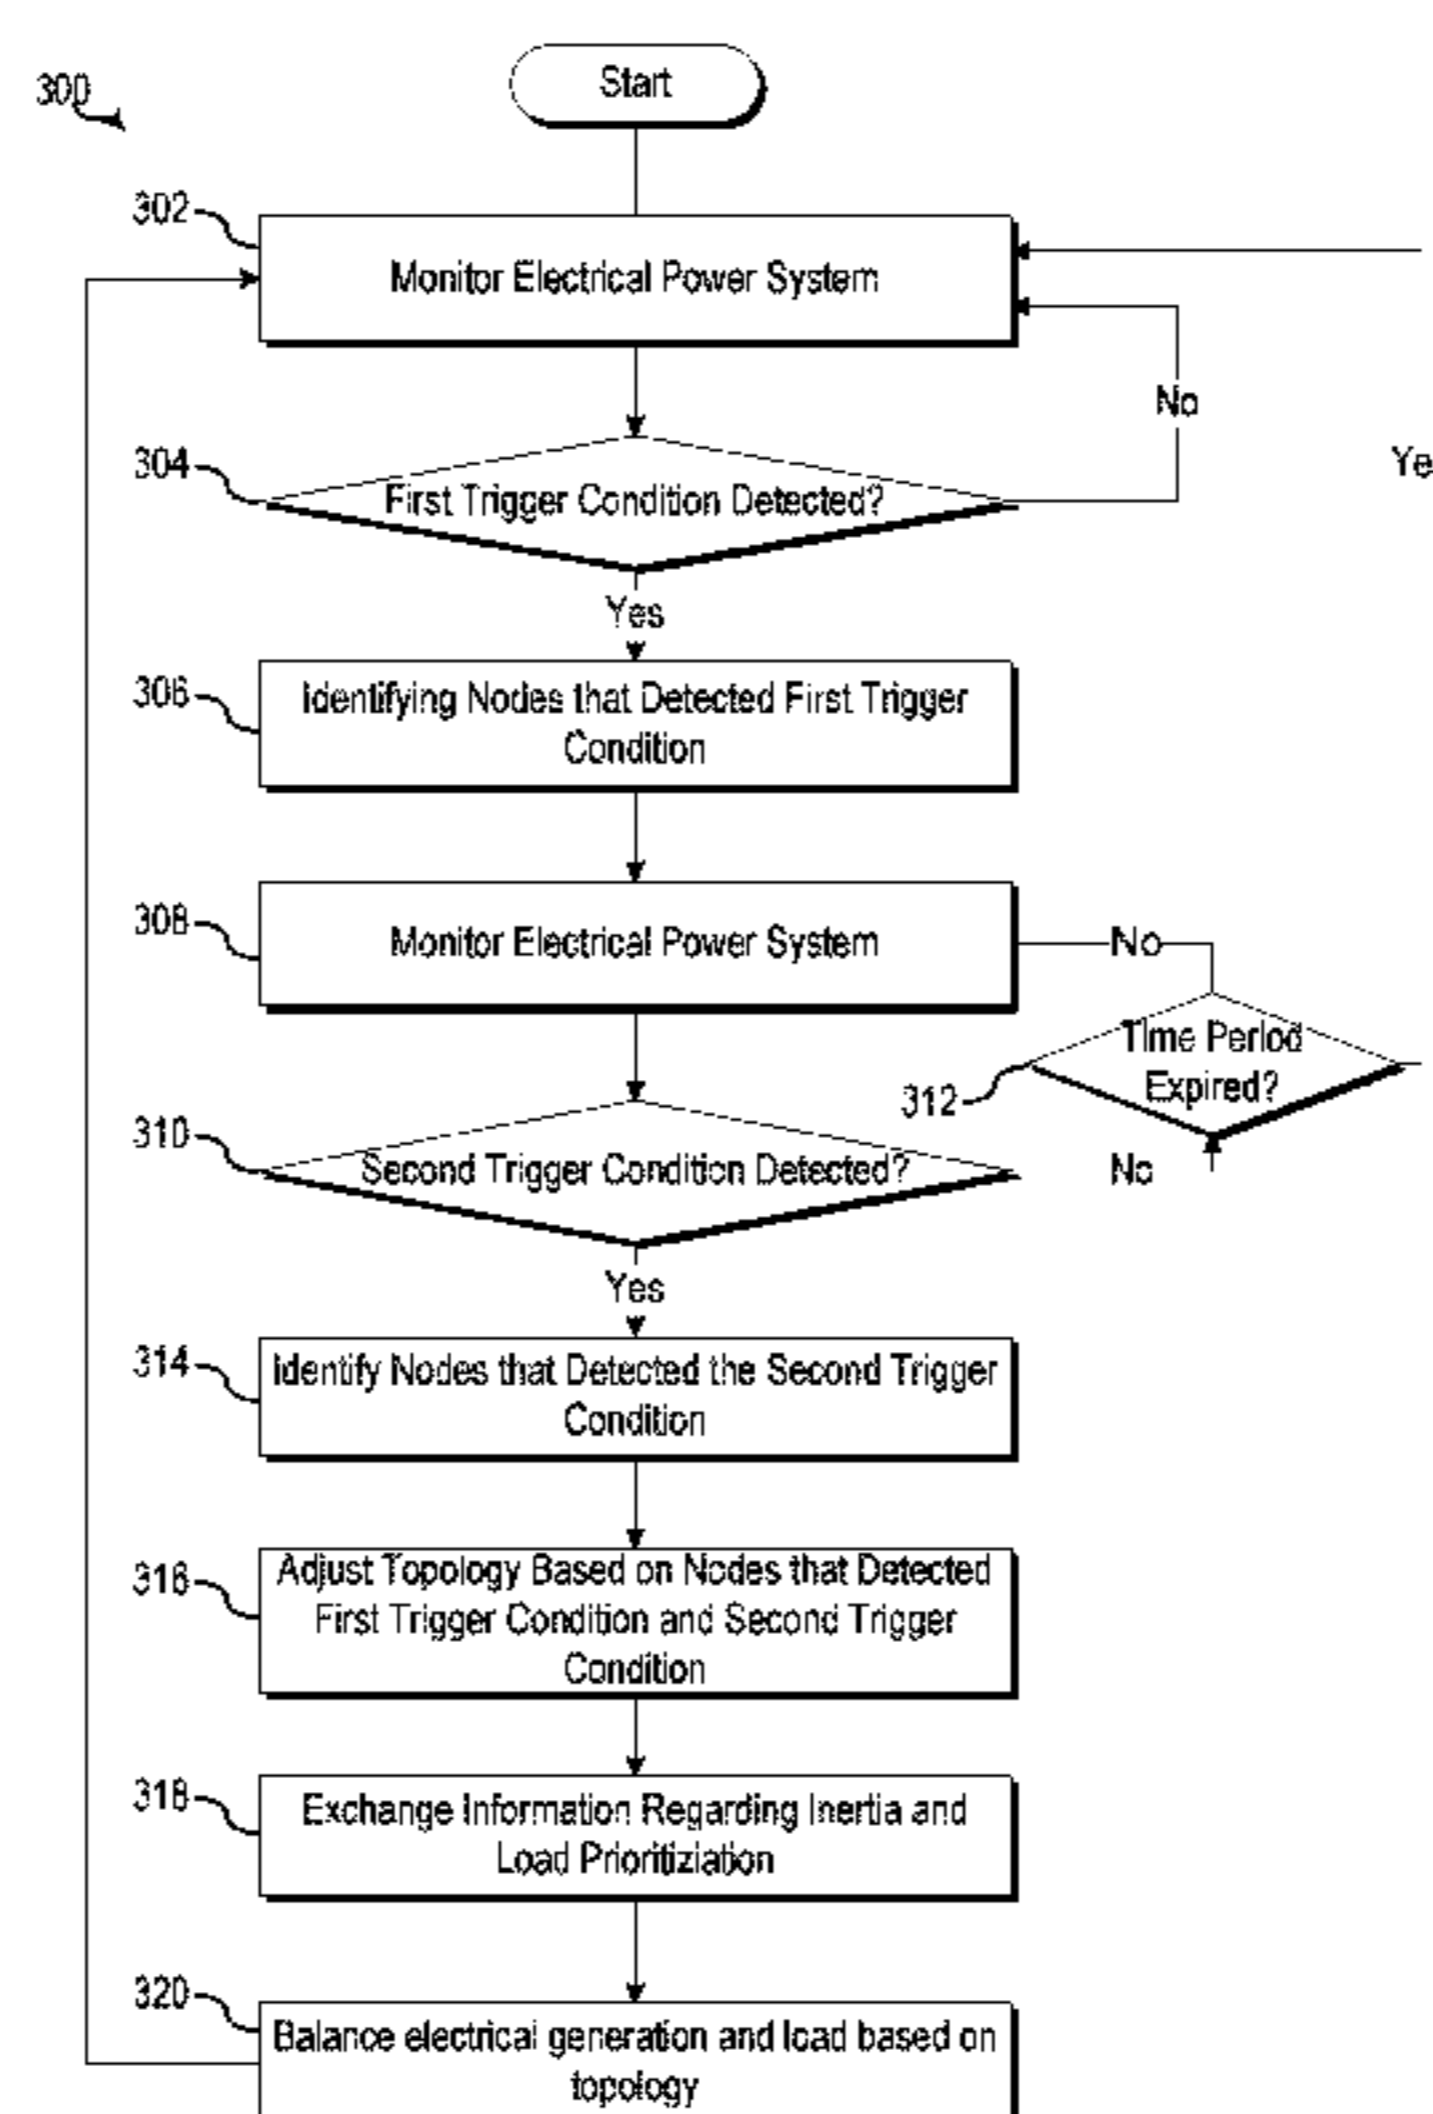 300
Start
302
Monitor Electrical Power System
No
304
First Trigger Condition Detected?
Ye
Yes
306
Identifying Nodes that Detected First Trigger
Condition
308
Monitor Electrical Power System
No
Time Period
Expired?
312
310
Second Trigger Condition Detected?
No
Yes
314
Identify Nodes that Detected the Second Trigger
Condition
316
Adjust Topology Based on Nodes that Detected
First Trigger Condition and Second Trigger
Condition
318
Exchange Information Regarding Inertia and
Load Prioritiziation
320
Balance electrical generation and load based on
topology